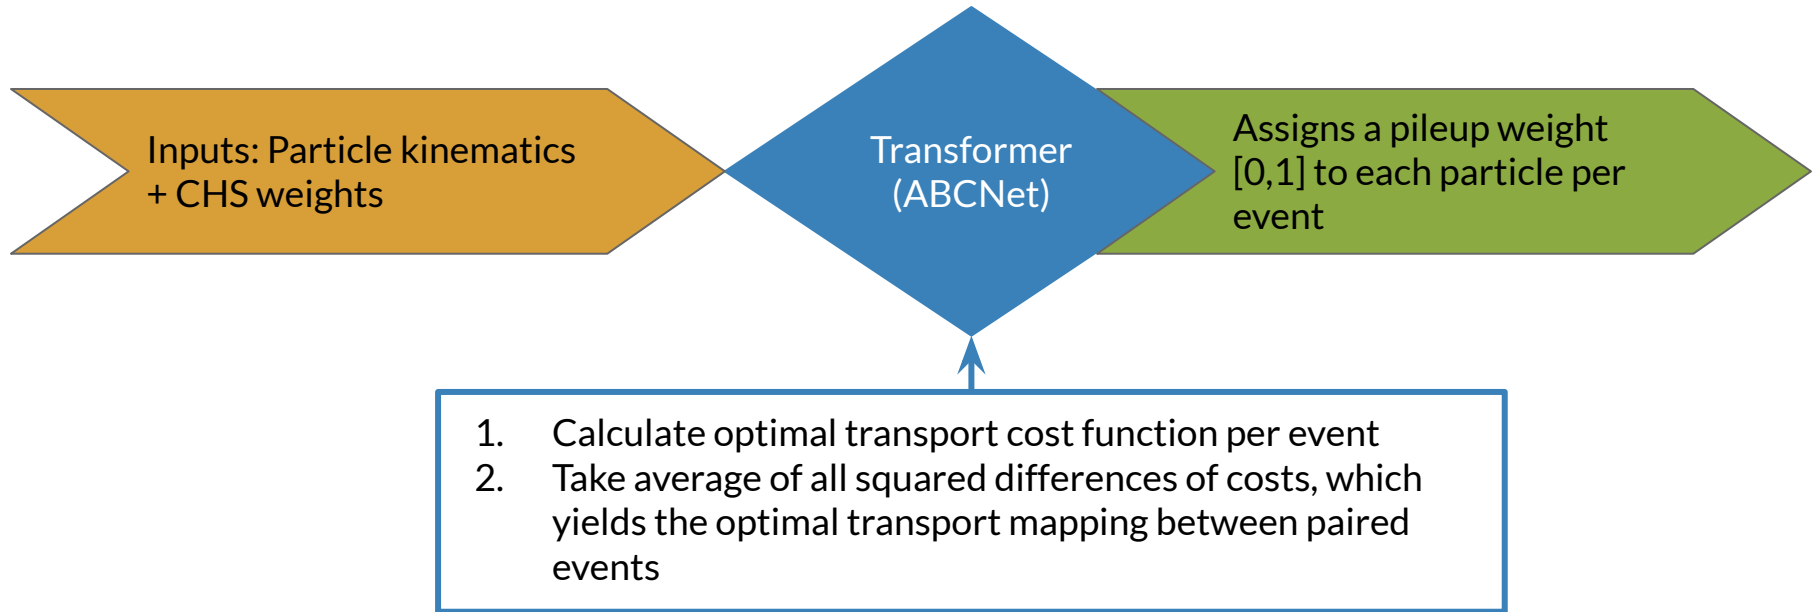 Inputs: Particle kinematics
+ CHS weights
Transformer
(ABCNet)
Assigns a pileup weight
[0,1] to each particle per
event
1. Calculate optimal transport cost function per event
2. Take average of all squared differences of costs, which
yields the optimal transport mapping between paired
events